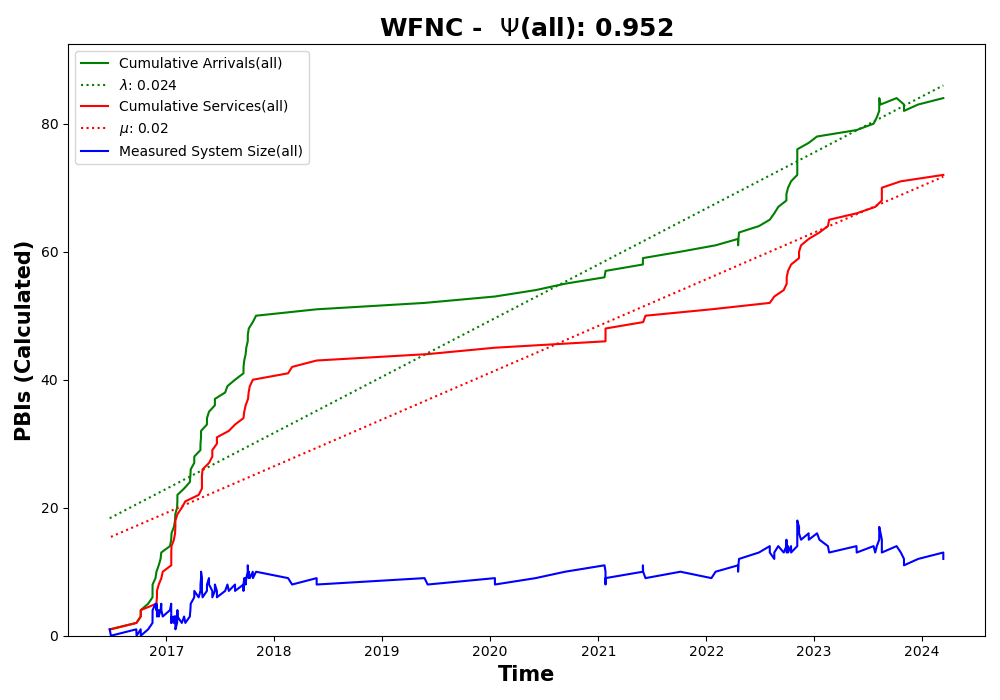 WFNC -  Ψ(all): 0.952
Cumulative Arrivals(all)
λ: 0.024
Cumulative Services(all)
μ: 0.02
Measured System Size(all)
PBIs (Calculated)
80
60
40
20
0
2017 2018 2019 2020 2021 2022 2023 2024
Time